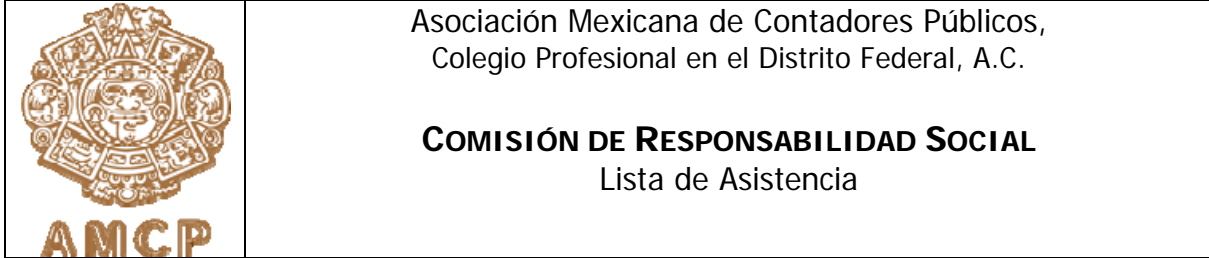 Asociación Mexicana de Contadores Públicos,
Colegio Profesional en el Distrito Federal, A.C.
COMISIÓN DE RESPONSABILIDAD SOCIAL
Lista de Asistencia
AMCP